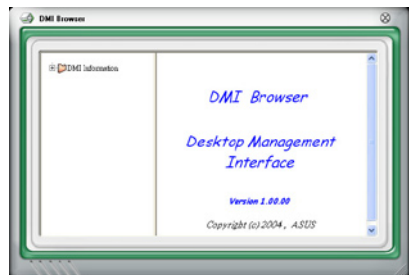 DMI Browser
DMI Information
DMI Browser
Desktop Management
Interface
Version 1.00.00
Copyright (c) 2004, ASUS